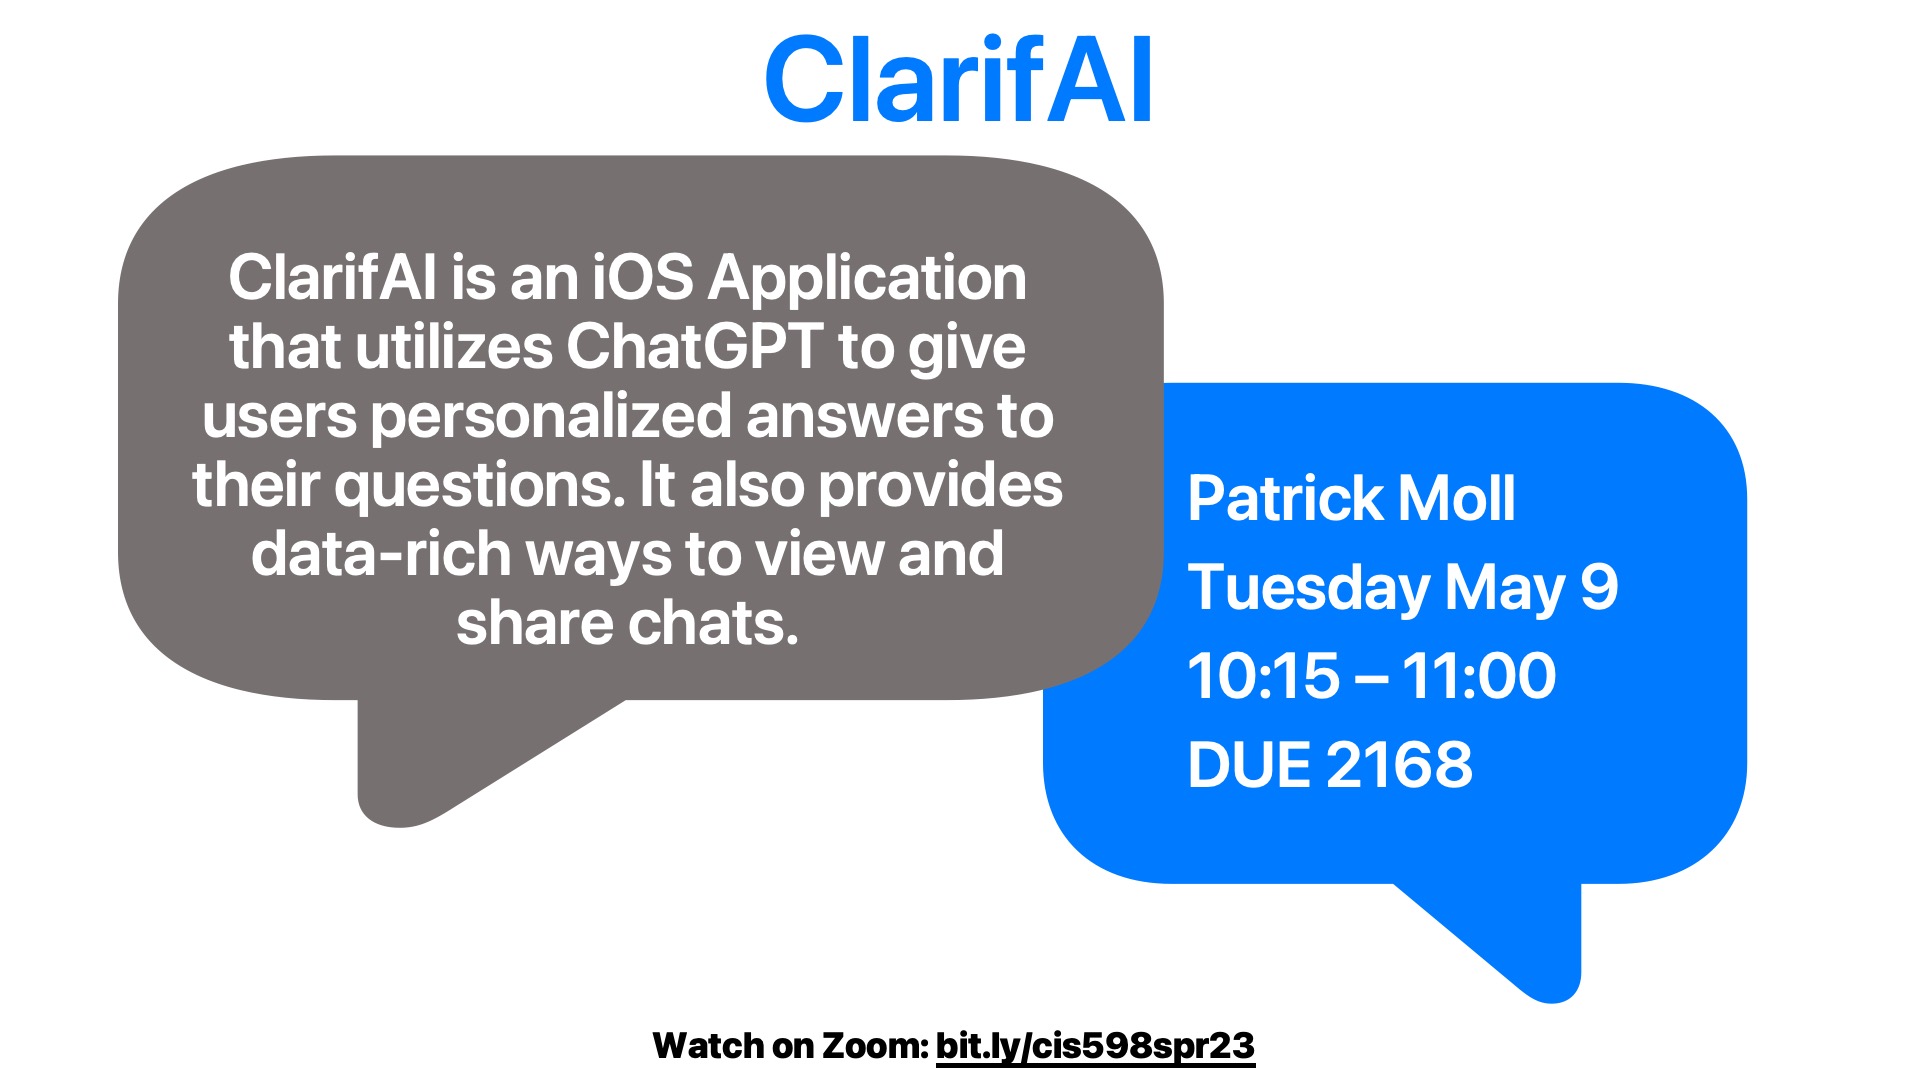 ClarifAI
ClarifAI is an iOS Application
that utilizes ChatGPT to give
users personalized answers to
their questions. It also provides
data-rich ways to view and
share chats.
Patrick Moll
Tuesday May 9
10:15 – 11:00
DUE 2168
Watch on Zoom: bit.ly/cis598spr23